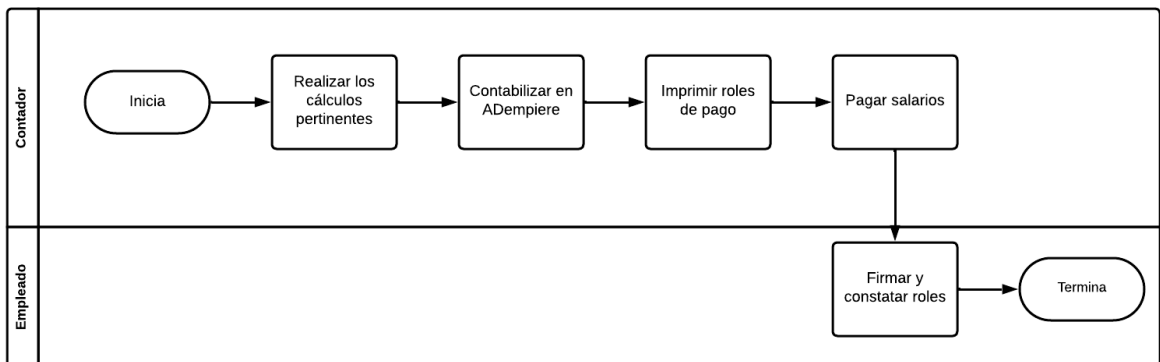 Contador
Inicia
Realizar los
cálculos
pertinentes
Contabilizar en
ADempiere
Imprimir roles
de pago
Pagar salarios
Empleado
Firmar y
constatar roles
Termina